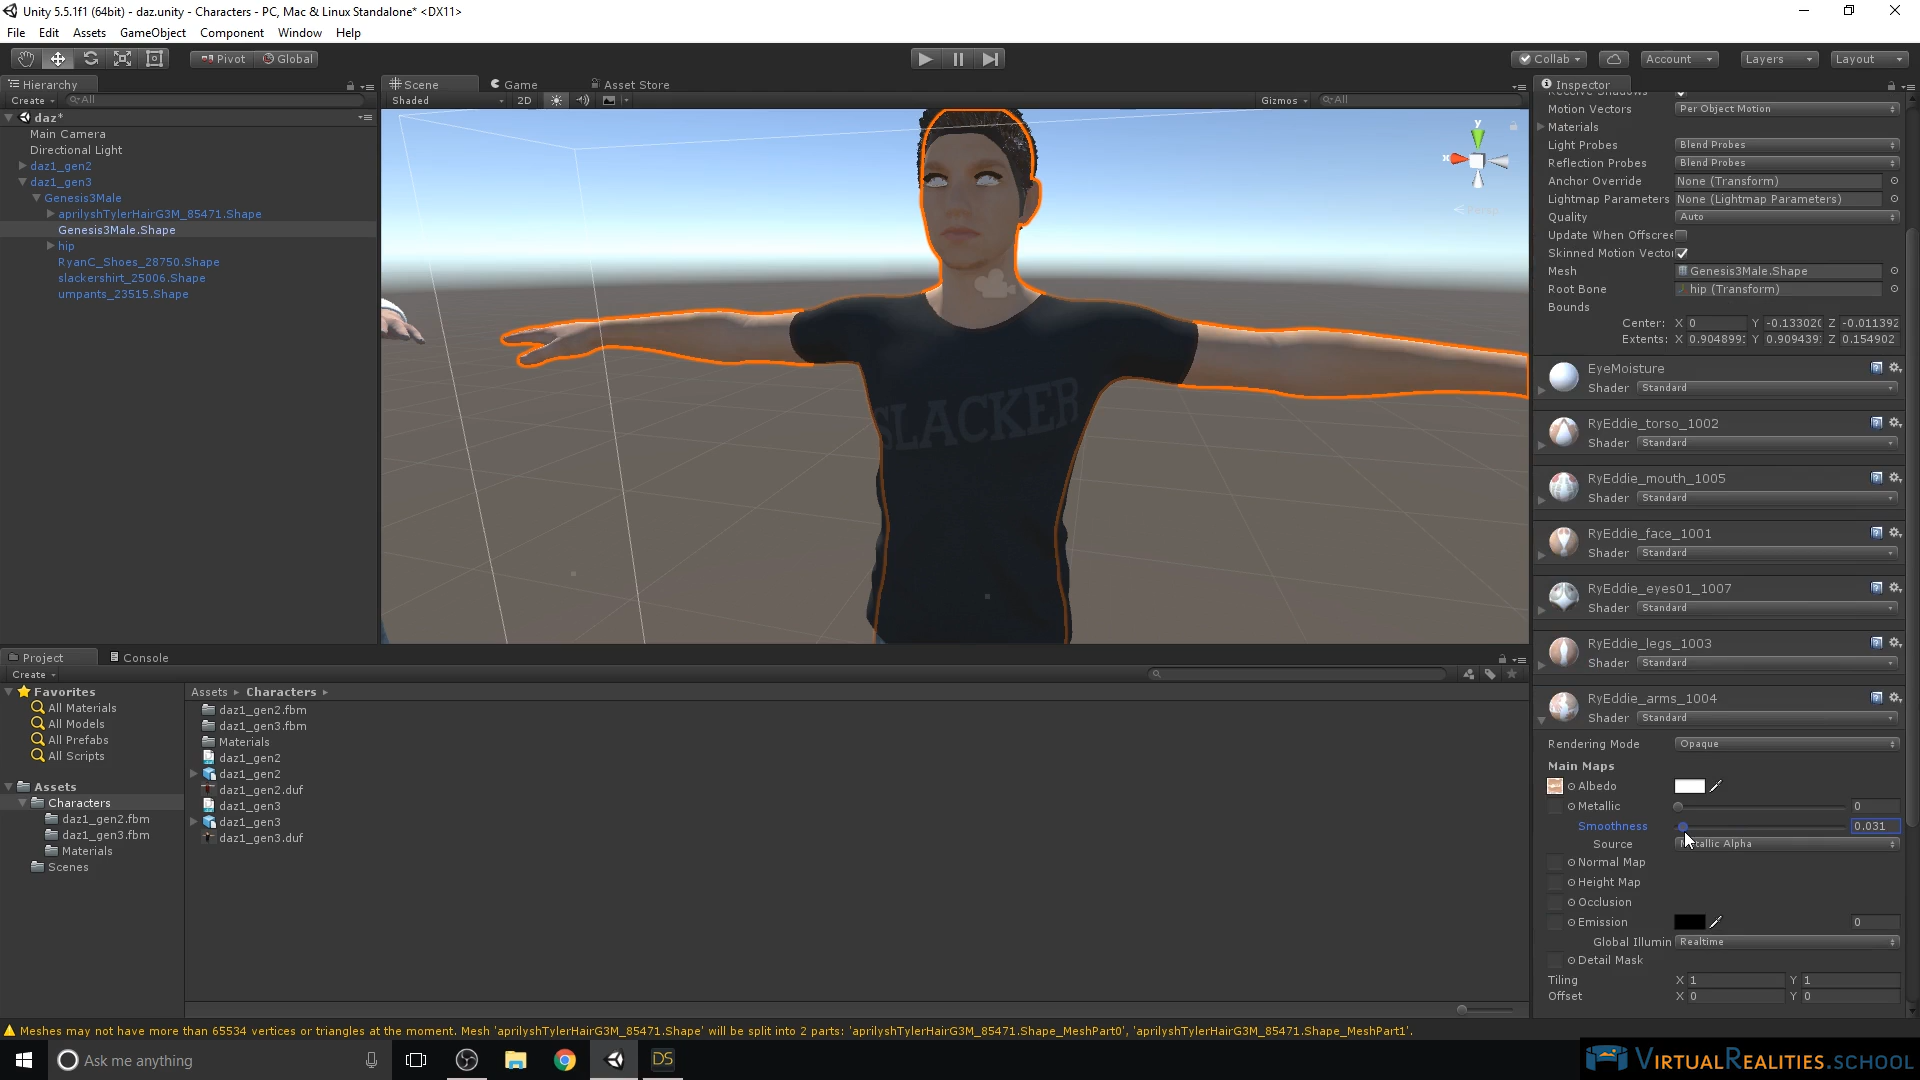 Unity 5.5.1f1 (64bit) - daz.unity - Characters - PC, Mac & Linux Standalone* <DX11>
File Edit Assets GameObject Component Window Help
Pivot Global Collab Account Layers Layout
Hierarchy
Create All
daz*
Main Camera
Directional Light
daz1_gen2
daz1_gen3
Genesis3Male
aprilyshTylerHairG3M_85471.Shape
Genesis3Male.Shape
hip
RyanC_Shoes_28750.Shape
slackershirt_25006.Shape
umpants_23515.Shape
Scene Game Asset Store
Shaded 2D Gizmos All
y
x
SLACKER
Inspector
Motion Vectors Per Object Motion
Materials
Light Probes Blend Probes
Reflection Probes Blend Probes
Anchor Override None (Transform)
Lightmap Parameters None (Lightmap Parameters)
Quality Auto
Update When Offscree
Skinned Motion Vector
Mesh Genesis3Male.Shape
Root Bone hip (Transform)
Bounds
Center: X 0 Y -0.133020 Z -0.011392
Extents: X 0.904899 Y 0.909439 Z 0.154902
EyeMoisture
Shader Standard
RyEddie_torso_1002
Shader Standard
RyEddie_mouth_1005
Shader Standard
RyEddie_face_1001
Shader Standard
RyEddie_eyes01_1007
Shader Standard
RyEddie_legs_1003
Shader Standard
RyEddie_arms_1004
Shader Standard
Rendering Mode Opaque
Main Maps
Albedo
Metallic 0
Smoothness 0.031
Source tallic Alpha
Normal Map
Height Map
Occlusion
Emission 0
Global Illumin Realtime
Detail Mask
Tiling X 1 Y 1
Offset X 0 Y 0
Project Console
Create
Favorites
All Materials
All Models
All Prefabs
All Scripts
Assets
Characters
daz1_gen2.fbm
daz1_gen3.fbm
Materials
Scenes
Assets Characters
daz1_gen2.fbm
daz1_gen3.fbm
Materials
daz1_gen2
daz1_gen2
daz1_gen2.duf
daz1_gen3
daz1_gen3
daz1_gen3.duf
Meshes may not have more than 65534 vertices or triangles at the moment. Mesh 'aprilyshTylerHairG3M_85471.Shape' will be split into 2 parts: 'aprilyshTylerHairG3M_85471.Shape_MeshPart0', 'aprilyshTylerHairG3M_85471.Shape_MeshPart1'.
Ask me anything DS
VIRTUALREALITIES.SCHOOL